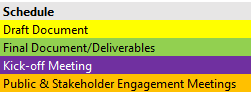 Schedule
Draft Document
Final Document/Deliverables
Kick-off Meeting
Public & Stakeholder Engagement Meetings